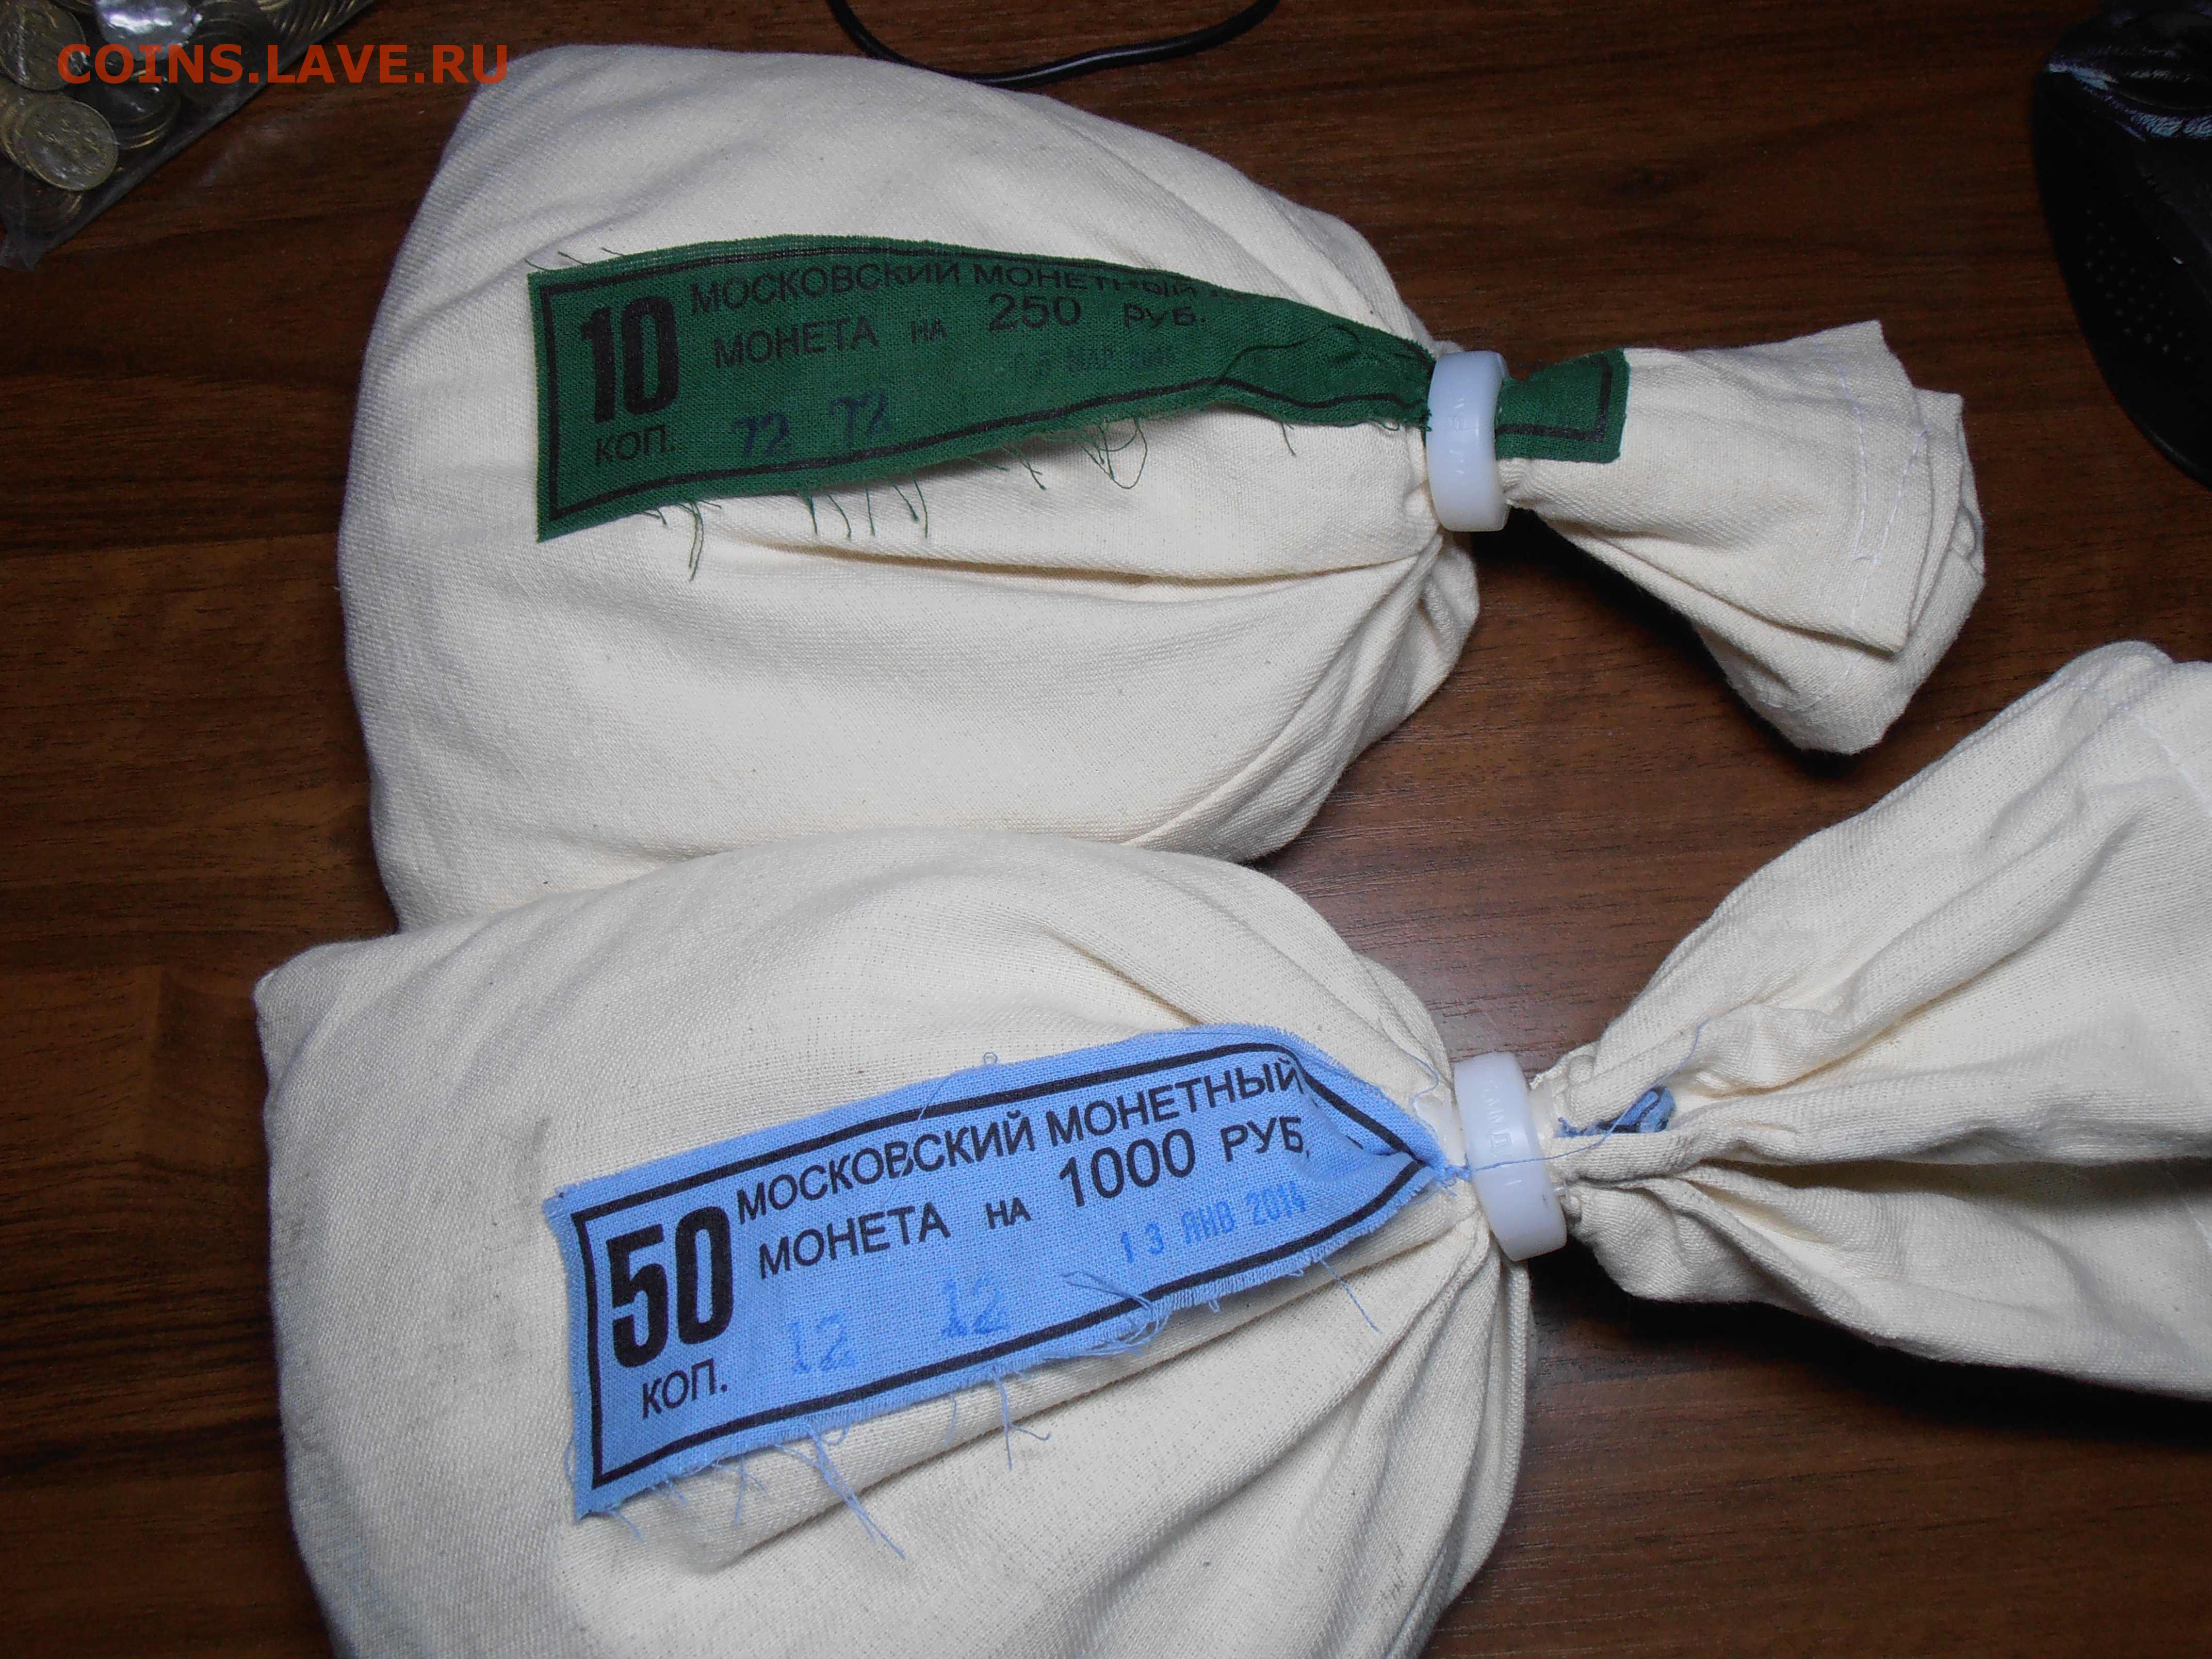 COINS.LAVE.RU
10 КОП.
МОСКОВСКИЙ МОНЕТНЫЙ
МОНЕТА НА 250 РУБ.
72 72
50 КОП.
МОСКОВСКИЙ МОНЕТНЫЙ
МОНЕТА НА 1000 РУБ.
13 ЯНВ 2014
12 12